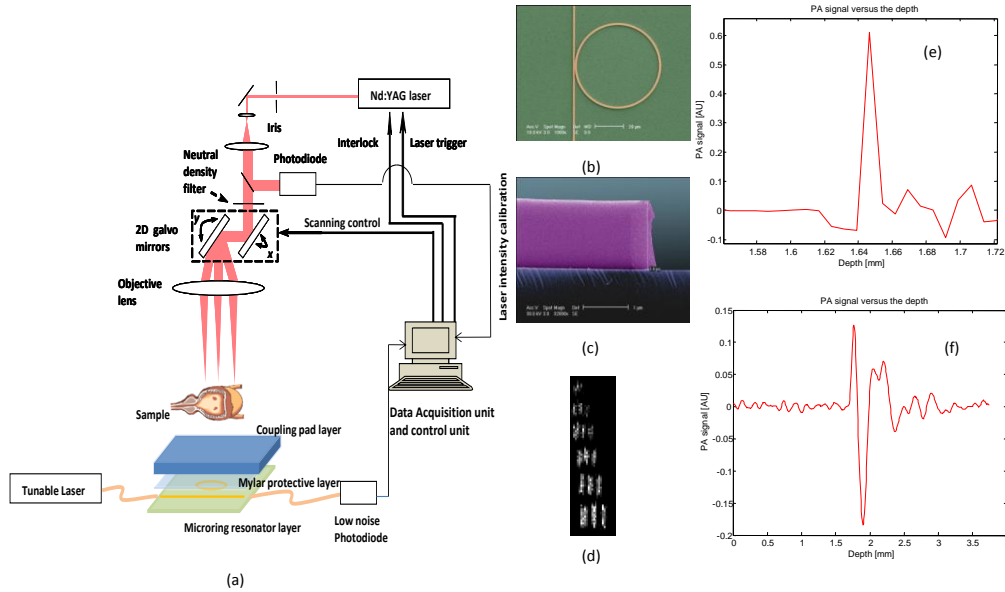 Nd:YAG laser
Iris
Interlock
Laser trigger
Photodiode
Neutral
density
filter
2D galvo
mirrors
y
x
Scanning control
Objective
lens
Laser intensity calibration
Sample
Data Acquisition unit
and control unit
Coupling pad layer
Mylar protective layer
Tunable Laser
Microring resonator layer
Low noise
Photodiode
(a)
(b)
(c)
(d)
PA signal versus the depth
(e)
PA signal [AU]
0.6
0.5
0.4
0.3
0.2
0.1
0
-0.1
1.58 1.6 1.62 1.64 1.66 1.68 1.7 1.72
Depth [mm]
PA signal versus the depth
(f)
PA signal [AU]
0.15
0.1
0.05
0
-0.05
-0.1
-0.15
-0.2
0 0.5 1 1.5 2 2.5 3 3.5
Depth [mm]